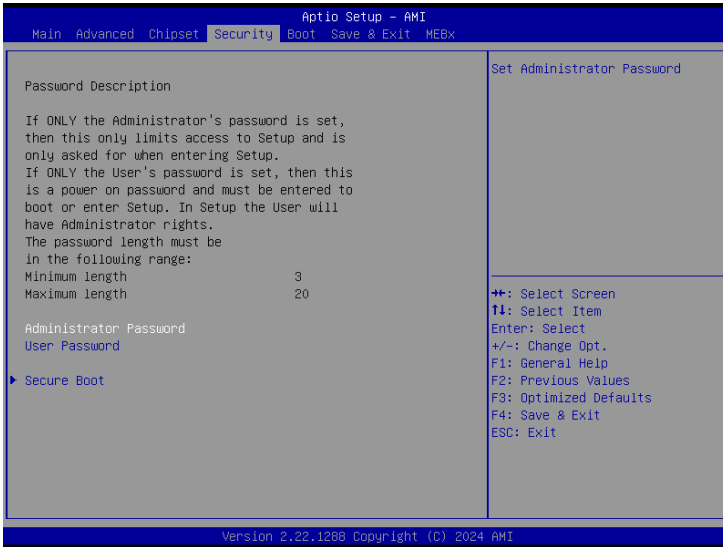 Aptio Setup – AMI
Main Advanced Chipset Security Boot Save & Exit MEBx
Password Description
If ONLY the Administrator's password is set,
then this only limits access to Setup and is
only asked for when entering Setup.
If ONLY the User's password is set, then this
is a power on password and must be entered to
boot or enter Setup. In Setup the User will
have Administrator rights.
The password length must be
in the following range:
Minimum length 3
Maximum length 20
Administrator Password
User Password
Secure Boot
Set Administrator Password
→←: Select Screen
↑↓: Select Item
Enter: Select
+/-: Change Opt.
F1: General Help
F2: Previous Values
F3: Optimized Defaults
F4: Save & Exit
ESC: Exit
Version 2.22.1288 Copyright (C) 2024 AMI